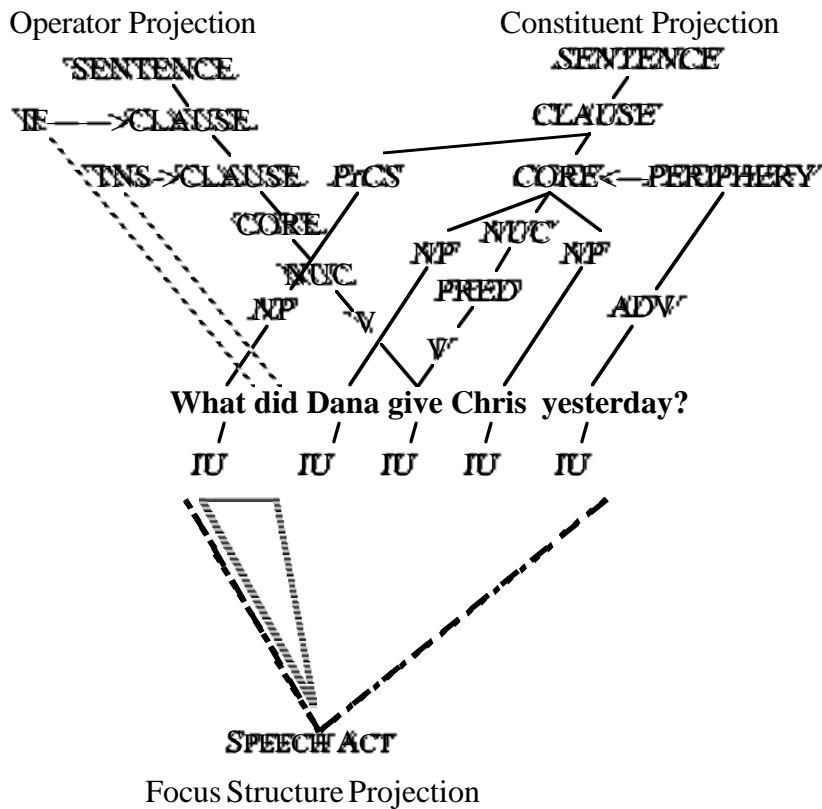 Operator Projection Constituent Projection
SENTENCE SENTENCE
IF CLAUSE CLAUSE
TNS CLAUSE PrCS CORE PERIPHERY
CORE NUC
NP NP
NUC PRED
NP V ADV
V
What did Dana give Chris yesterday?
IU IU IU IU IU
SPEECH ACT
Focus Structure Projection